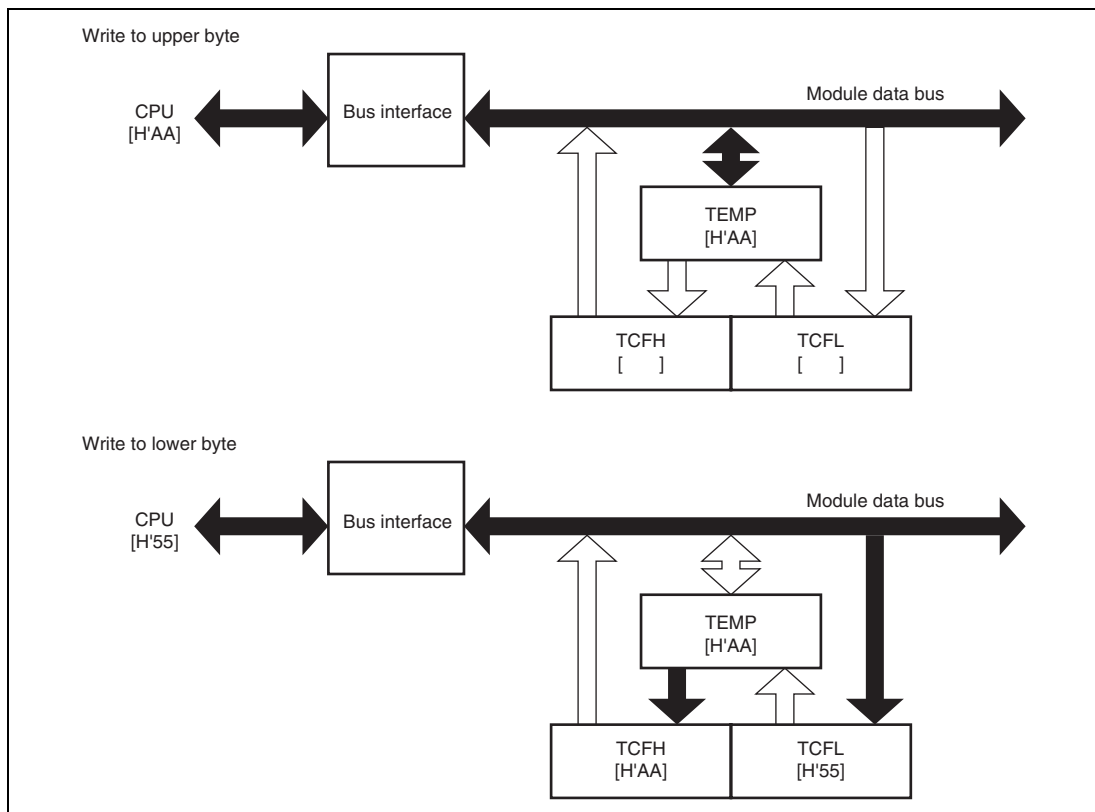 Write to upper byte
CPU
[H'AA]
Bus interface
Module data bus
TEMP
[H'AA]
TCFH
[ ]
TCFL
[ ]
Write to lower byte
CPU
[H'55]
Bus interface
Module data bus
TEMP
[H'AA]
TCFH
[H'AA]
TCFL
[H'55]